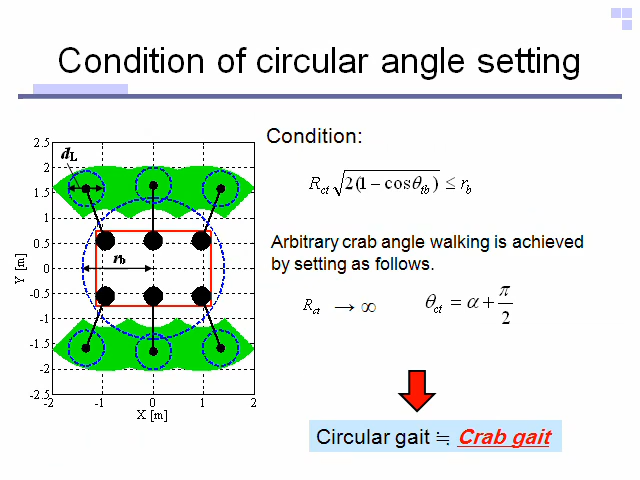 Condition of circular angle setting
Condition:
R_ct √2(1 − cosθ_tb) ≤ r_b
Arbitrary crab angle walking is achieved
by setting as follows.
R_ct → ∞
θ_ct = α + π/2
Circular gait ≒ Crab gait
d_L
r_b
2.5
2
1.5
1
0.5
0
-0.5
-1
-1.5
-2
-2.5
Y [m]
-2 -1 0 1 2
X [m]